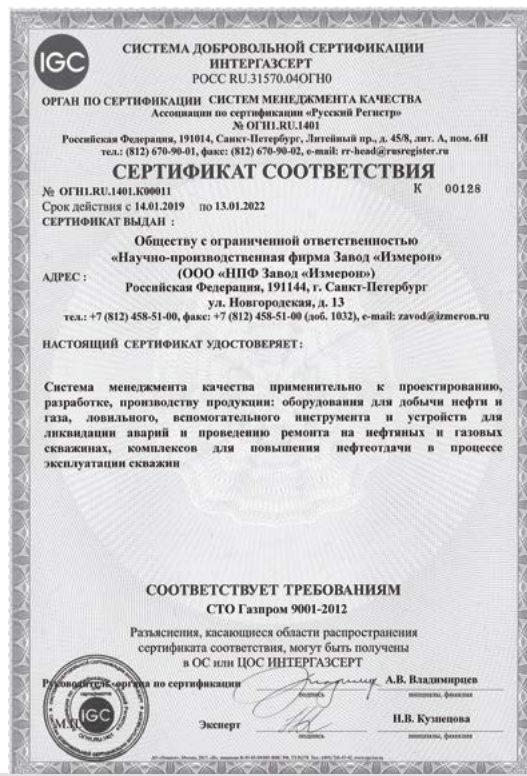 IGC
СИСТЕМА ДОБРОВОЛЬНОЙ СЕРТИФИКАЦИИ
ИНТЕРГАЗСЕРТ
РОСС RU.31570.04ОГН0
ОРГАН ПО СЕРТИФИКАЦИИ СИСТЕМ МЕНЕДЖМЕНТА КАЧЕСТВА
Ассоциации по сертификации «Русский Регистр»
№ ОГН1.RU.1401
Российская Федерация, 191014, Санкт-Петербург, Литейный пр., д. 45/8, лит. А, пом. 6Н
тел.: (812) 670-90-01, факс: (812) 670-90-02, e-mail: rr-head@rusregister.ru
СЕРТИФИКАТ СООТВЕТСТВИЯ
№ ОГН1.RU.1401.К00011 К 00128
Срок действия с 14.01.2019 по 13.01.2022
СЕРТИФИКАТ ВЫДАН :
Обществу с ограниченной ответственностью
«Научно-производственная фирма Завод «Измерон»
(ООО «НПФ Завод «Измерон»)
АДРЕС :
Российская Федерация, 191144, г. Санкт-Петербург
ул. Новгородская, д. 13
тел.: +7 (812) 458-51-00, факс: +7 (812) 458-51-00 (доб. 1032), e-mail: zavod@izmeron.ru
НАСТОЯЩИЙ СЕРТИФИКАТ УДОСТОВЕРЯЕТ :
Система менеджмента качества применительно к проектированию,
разработке, производству продукции: оборудования для добычи нефти и
газа, ловильного, вспомогательного инструмента и устройств для
ликвидации аварий и проведению ремонта на нефтяных и газовых
скважинах, комплексов для повышения нефтеотдачи в процессе
эксплуатации скважин
СООТВЕТСТВУЕТ ТРЕБОВАНИЯМ
СТО Газпром 9001-2012
Разъяснения, касающиеся области распространения
сертификата соответствия, могут быть получены
в ОС или ЦОС ИНТЕРГАЗСЕРТ
Руководитель органа по сертификации А.В. Владимирцев
подпись инициалы, фамилия
М.П.
IGC
Эксперт Н.В. Кузнецова
подпись инициалы, фамилия